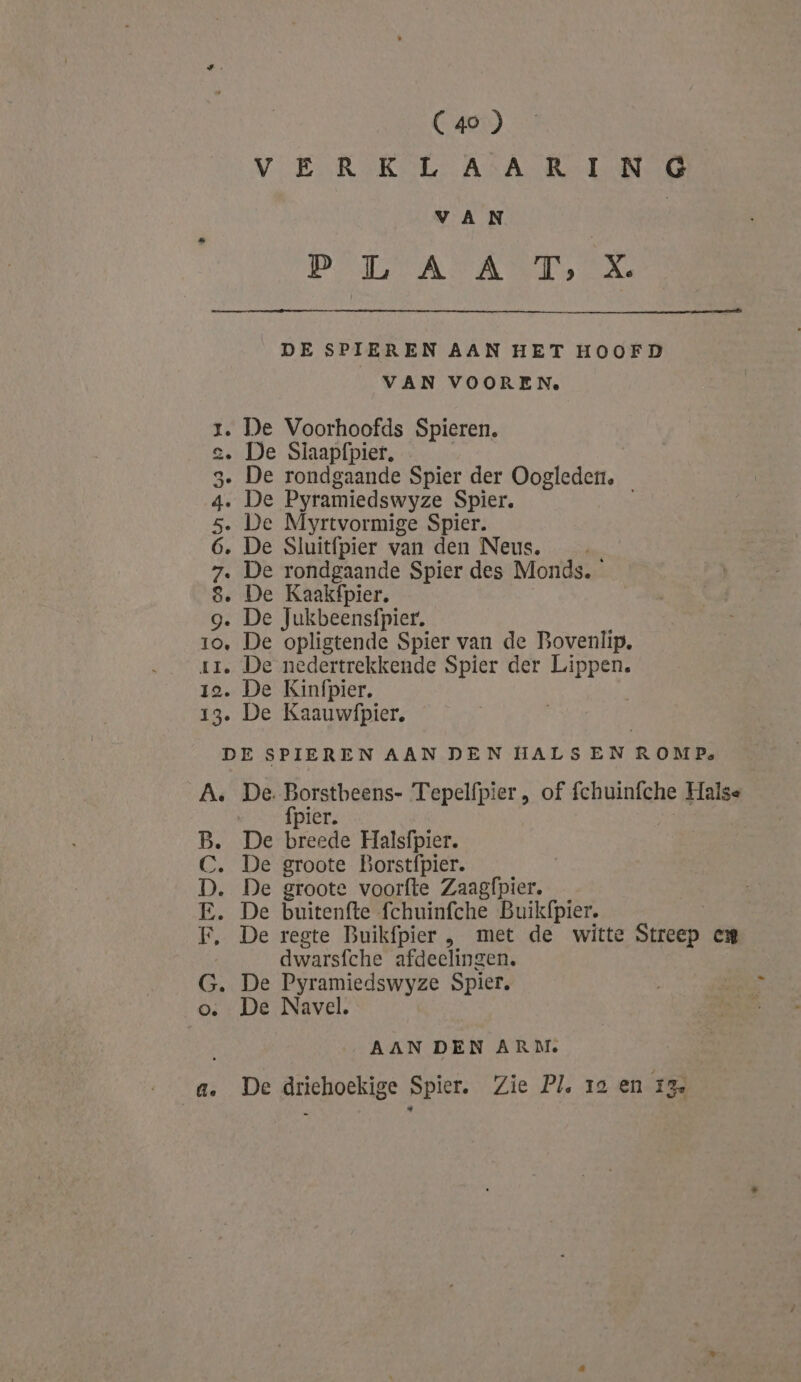 ( 40 )
VERKLAARING
VAN
PLAAT, X.
DE SPIEREN AAN HET HOOFD
VAN VOOREN.
1. De Voorhoofds Spieren.
2. De Slaapſpier.
3. De rondgaande Spier der Oogleden.
4. De Pyramiedswyze Spier.
5. De Myrtvormige Spier.
6. De Sluitſpier van den Neus.
7. De rondgaande Spier des Monds.
8. De Kaakſpier.
9. De Jukbeensſpier.
10. De opligtende Spier van de Bovenlip.
11. De nedertrekkende Spier der Lippen.
12. De Kinſpier.
13. De Kaauwſpier.
DE SPIEREN AAN DEN HALS EN ROMP.
A. De Borstbeens- Tepelſpier, of ſchuinſche Hals-
ſpier.
B. De breede Halsſpier.
C. De groote Borstſpier.
D. De groote voorſte Zaagſpier.
E. De buitenſte ſchuinſche Buikſpier.
F. De regte Buikſpier, met de witte Streep en
dwarsſche afdeelingen.
G. De Pyramiedswyze Spier.
o. De Navel.
AAN DEN ARM.
a. De driehoekige Spier. Zie Pl. 12 en 13.